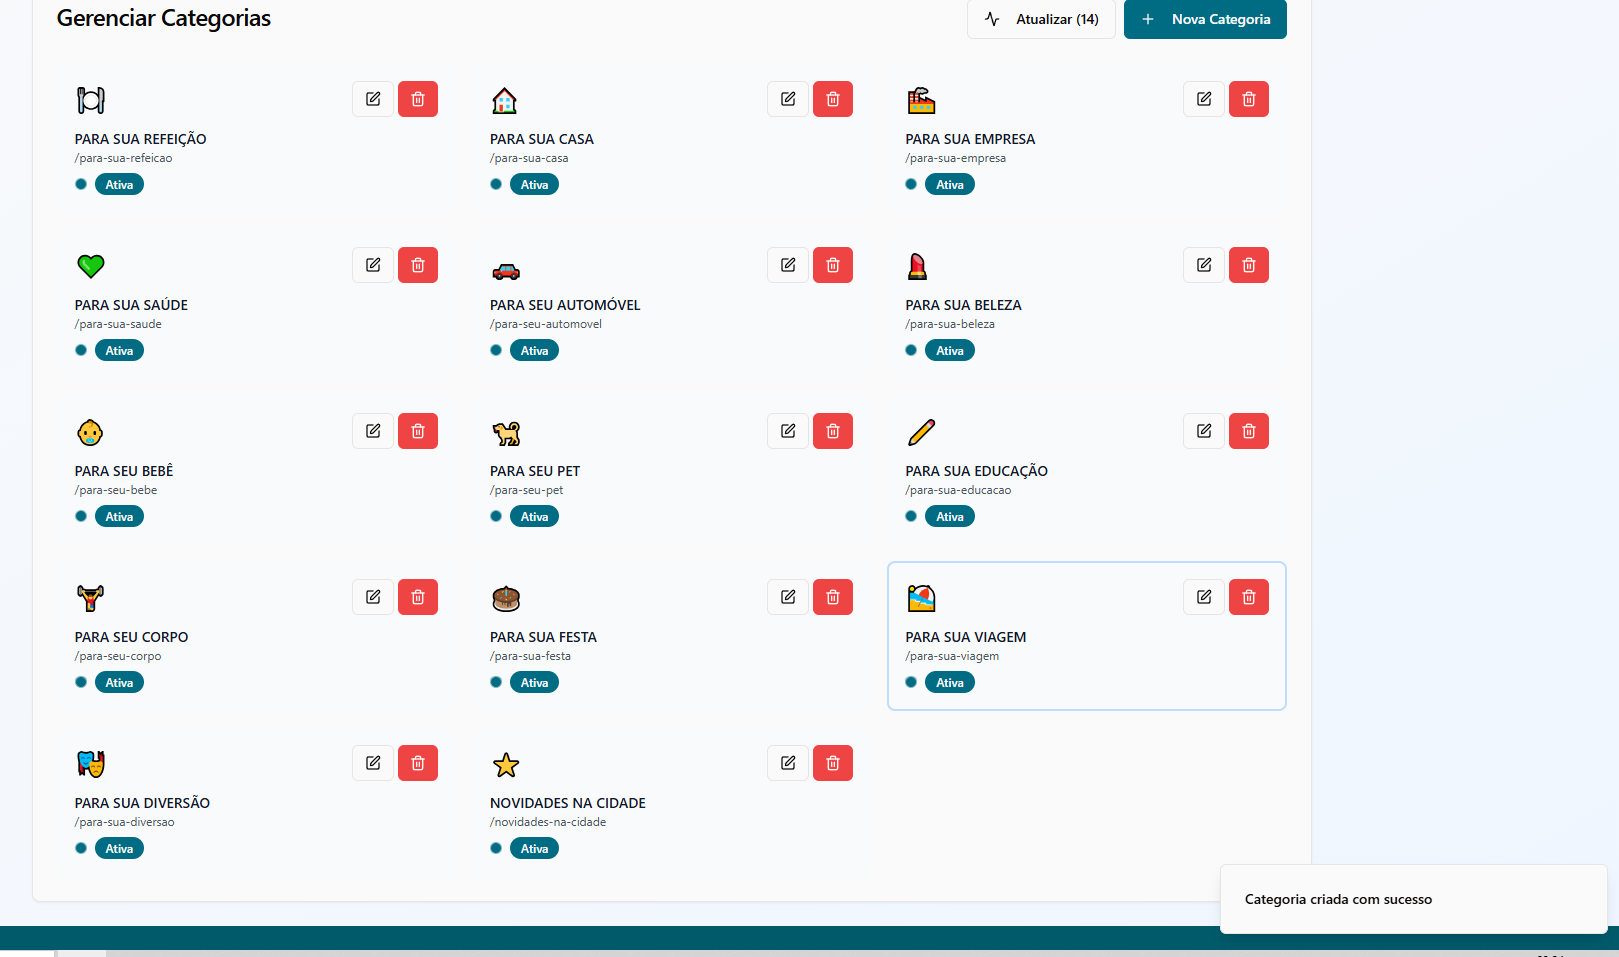 Gerenciar Categorias
Atualizar (14)
Nova Categoria
PARA SUA REFEIÇÃO
/para-sua-refeicao
Ativa
PARA SUA CASA
/para-sua-casa
Ativa
PARA SUA EMPRESA
/para-sua-empresa
Ativa
PARA SUA SAÚDE
/para-sua-saude
Ativa
PARA SEU AUTOMÓVEL
/para-seu-automovel
Ativa
PARA SUA BELEZA
/para-sua-beleza
Ativa
PARA SEU BEBÊ
/para-seu-bebe
Ativa
PARA SEU PET
/para-seu-pet
Ativa
PARA SUA EDUCAÇÃO
/para-sua-educacao
Ativa
PARA SEU CORPO
/para-seu-corpo
Ativa
PARA SUA FESTA
/para-sua-festa
Ativa
PARA SUA VIAGEM
/para-sua-viagem
Ativa
PARA SUA DIVERSÃO
/para-sua-diversao
Ativa
NOVIDADES NA CIDADE
/novidades-na-cidade
Ativa
Categoria criada com sucesso